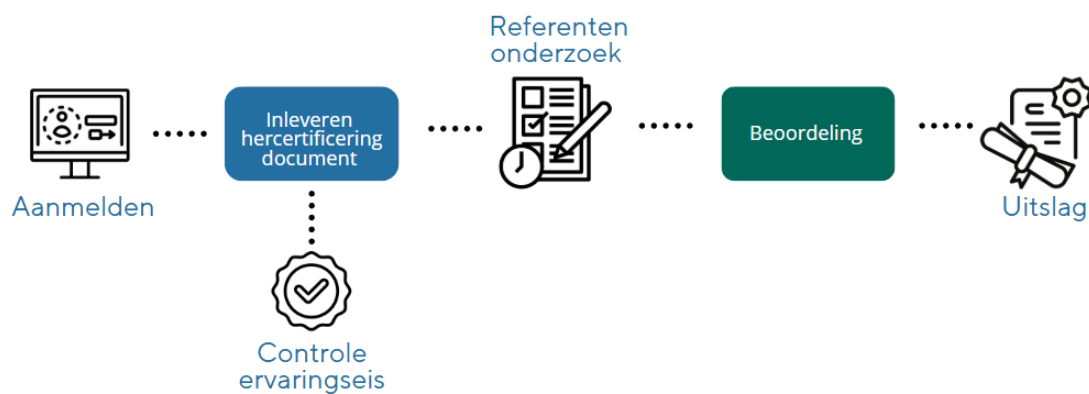 Aanmelden
Inleveren
hercertificering
document
Controle
ervaringseis
Referenten
onderzoek
Beoordeling
Uitslag